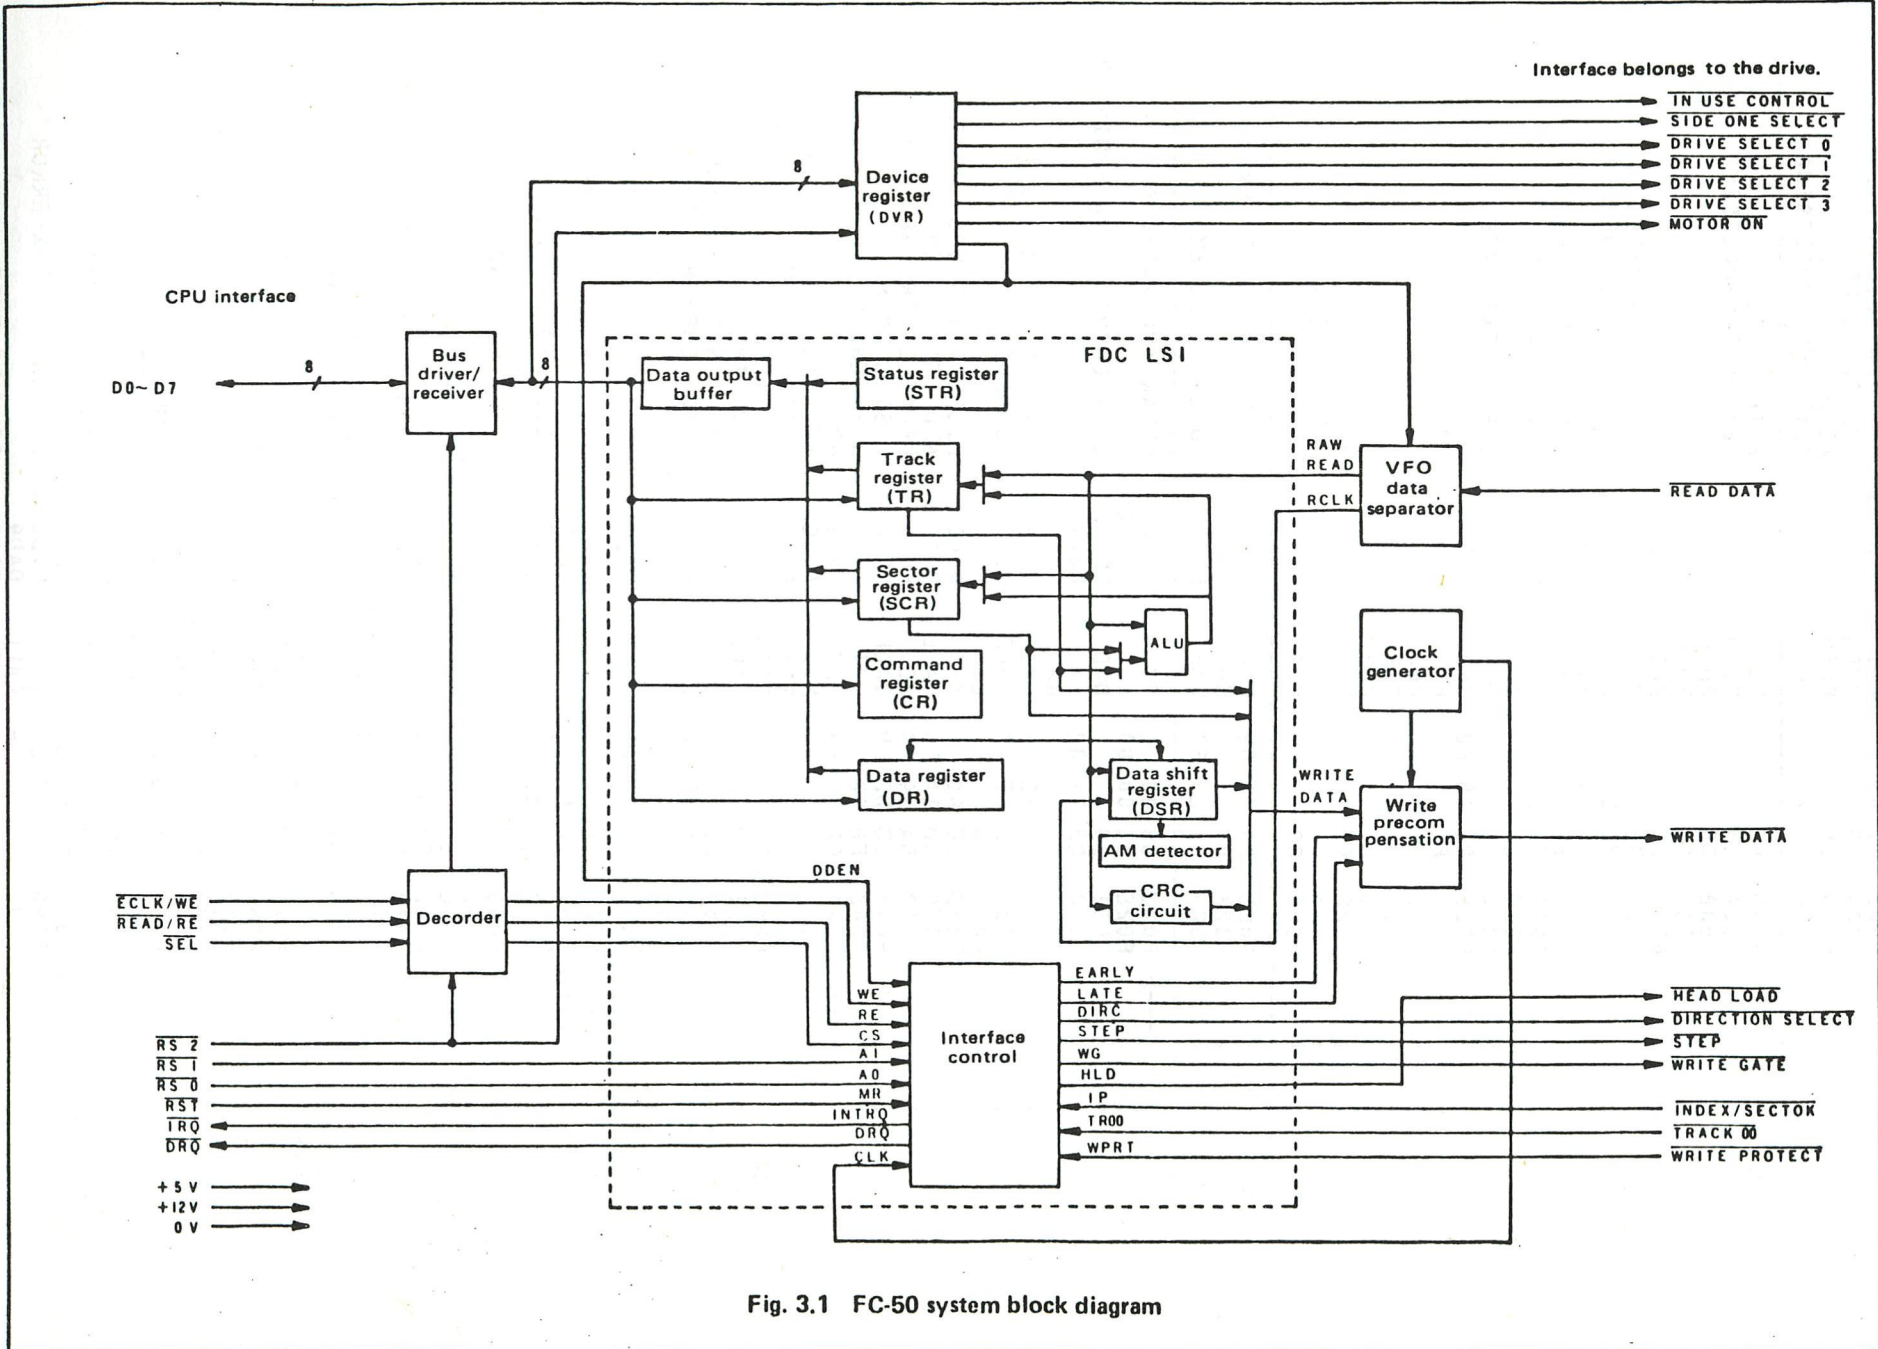 Interface belongs to the drive.
IN USE CONTROL
SIDE ONE SELECT
DRIVE SELECT 0
DRIVE SELECT 1
DRIVE SELECT 2
DRIVE SELECT 3
MOTOR ON
8
Device
register
(DVR)
CPU interface
D0~D7
8
Bus
driver/
receiver
8
FDC LSI
Data output
buffer
Status register
(STR)
Track
register
(TR)
Sector
register
(SCR)
Command
register
(CR)
Data register
(DR)
ALU
Data shift
register
(DSR)
AM detector
CRC
circuit
RAW
READ
RCLK
VFO
data
separator
READ DATA
Clock
generator
WRITE
DATA
Write
precom
pensation
WRITE DATA
DDEN
ECLK/WE
READ/RE
SEL
Decorder
RS 2
RS 1
RS 0
RST
IRQ
DRQ
+5V
+12V
0V
WE
RE
CS
A1
A0
MR
INTRQ
DRQ
CLK
Interface
control
EARLY
LATE
DIRC
STEP
WG
HLD
IP
TR00
WPRT
HEAD LOAD
DIRECTION SELECT
STEP
WRITE GATE
INDEX/SECTOR
TRACK 00
WRITE PROTECT
Fig. 3.1 FC-50 system block diagram